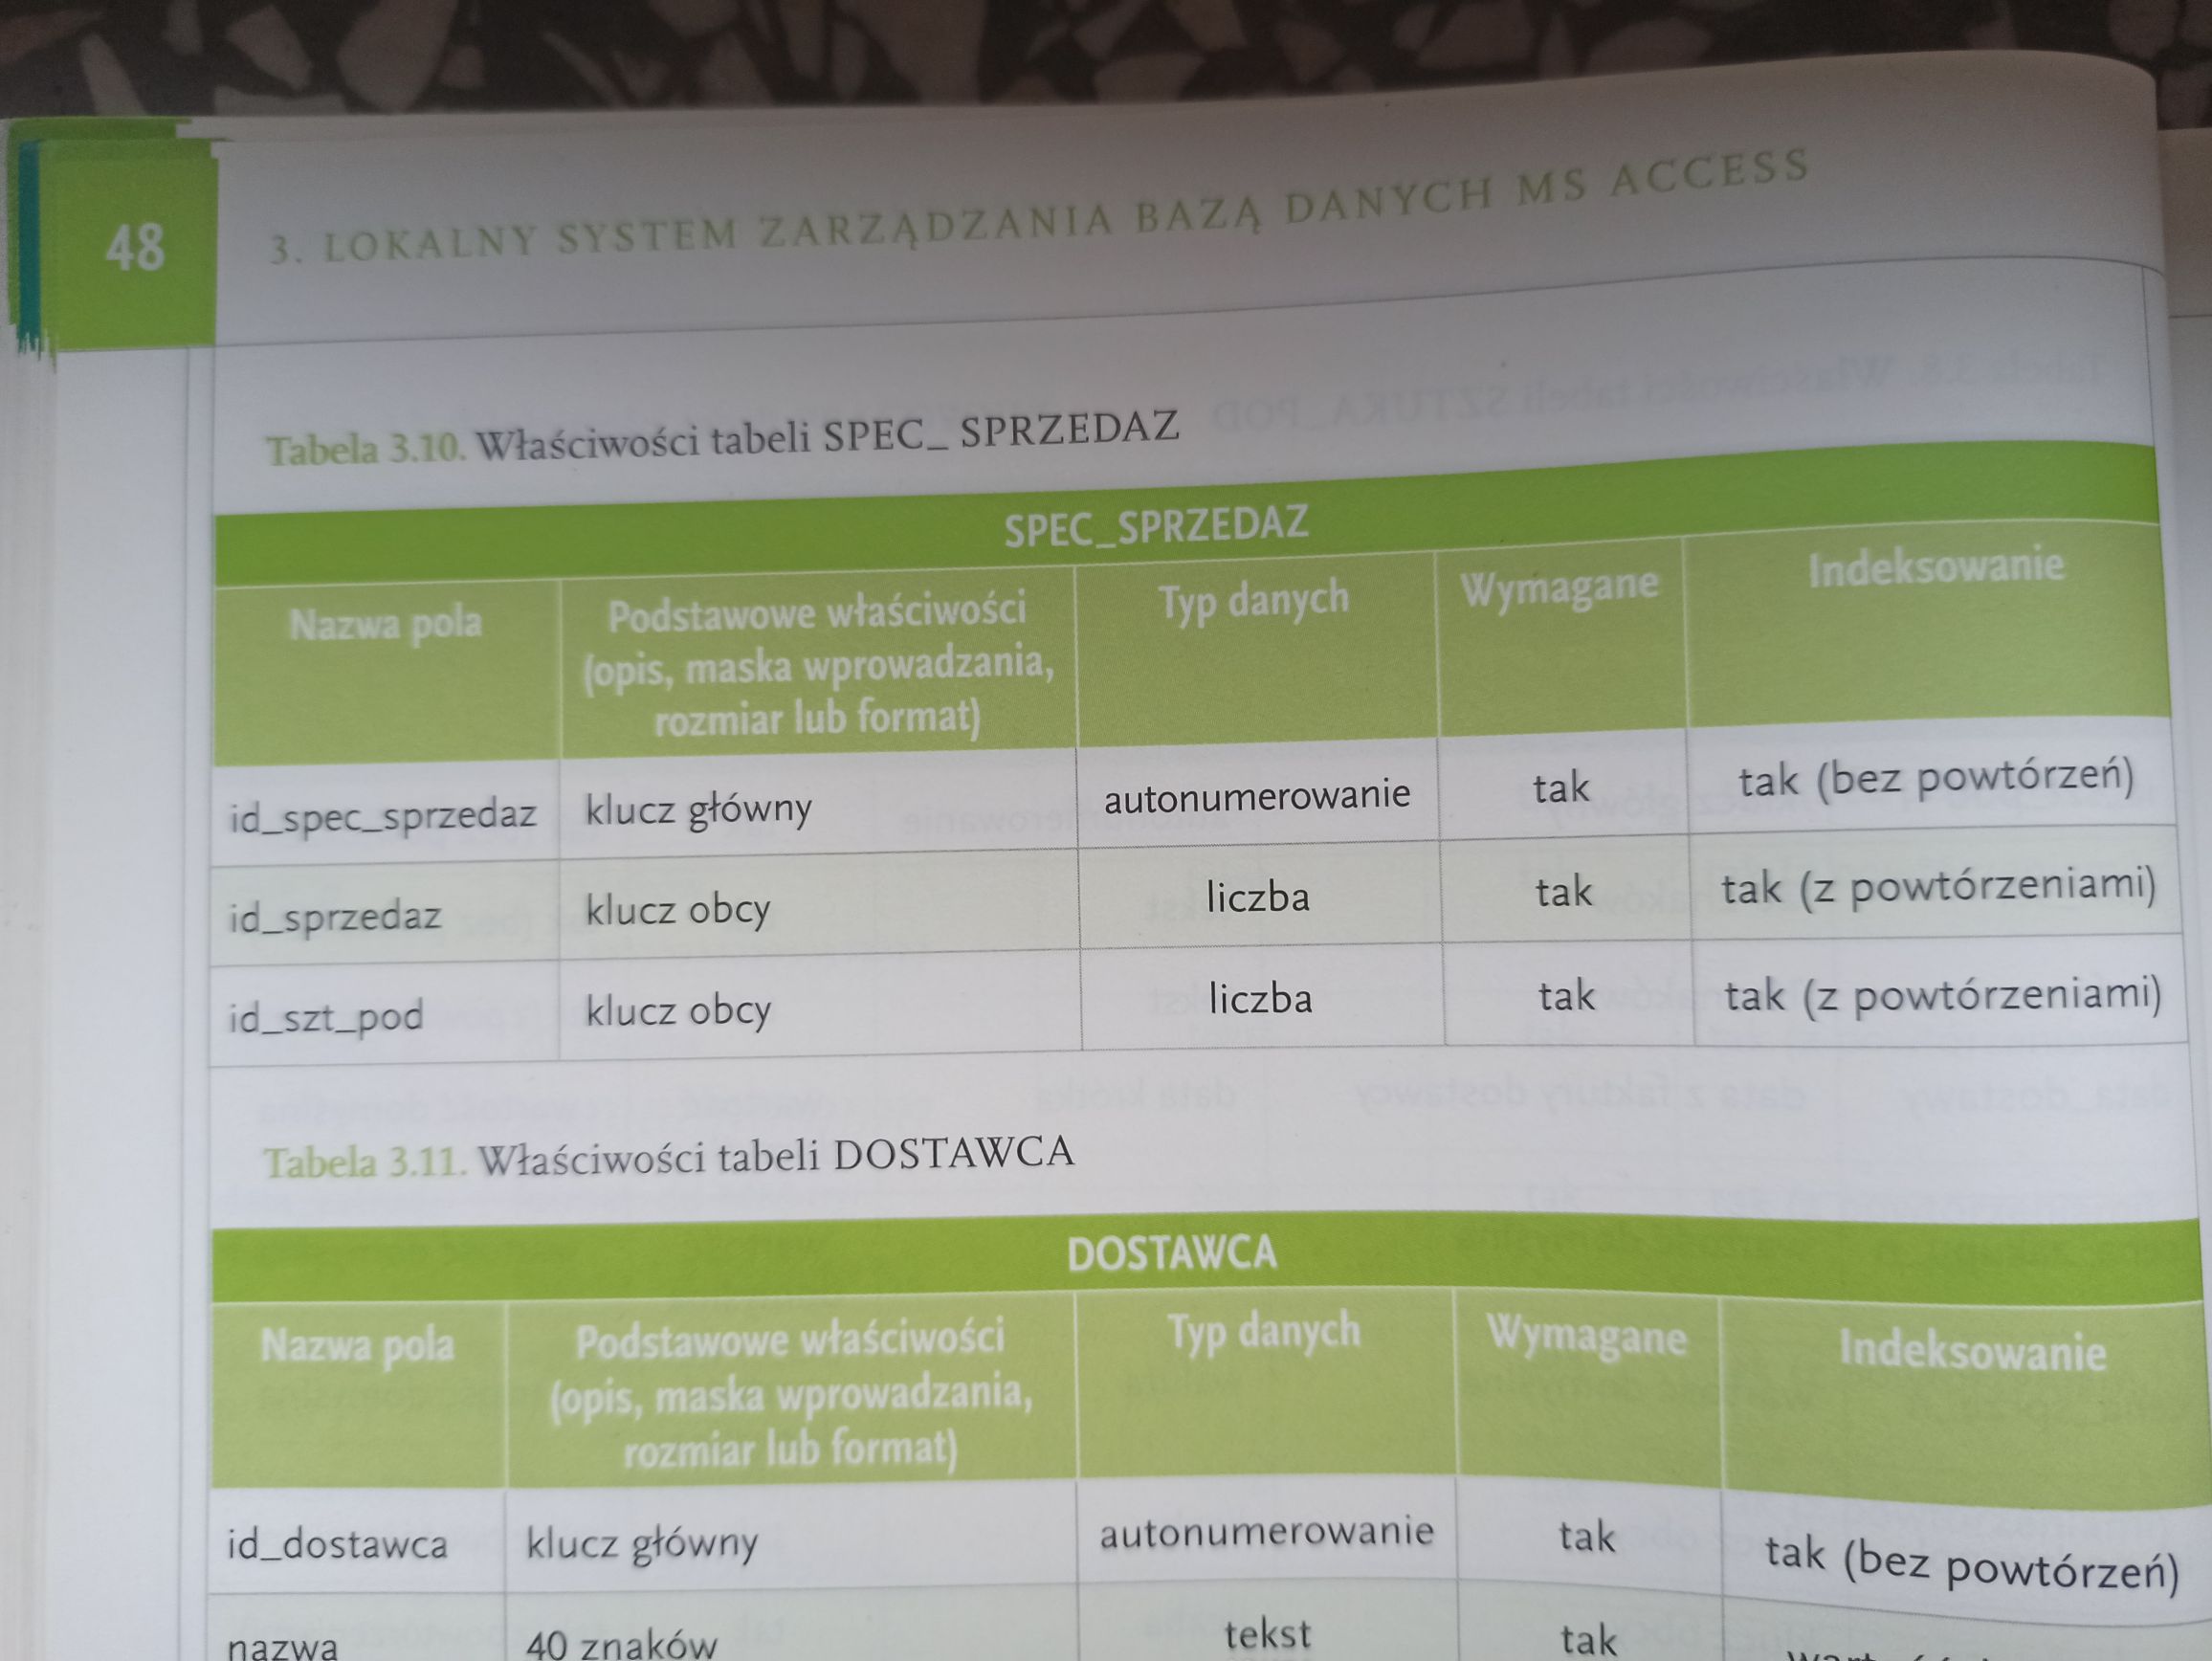 48
3. LOKALNY SYSTEM ZARZĄDZANIA BAZĄ DANYCH MS ACCESS
Tabela 3.10. Właściwości tabeli SPEC_ SPRZEDAZ
SPEC_SPRZEDAZ
Nazwa pola Podstawowe właściwości Typ danych Wymagane Indeksowanie
(opis, maska wprowadzania,
rozmiar lub format)
id_spec_sprzedaz klucz główny autonumerowanie tak tak (bez powtórzeń)
id_sprzedaz klucz obcy liczba tak tak (z powtórzeniami)
id_szt_pod klucz obcy liczba tak tak (z powtórzeniami)
Tabela 3.11. Właściwości tabeli DOSTAWCA
DOSTAWCA
Nazwa pola Podstawowe właściwości Typ danych Wymagane Indeksowanie
(opis, maska wprowadzania,
rozmiar lub format)
id_dostawca klucz główny autonumerowanie tak tak (bez powtórzeń)
nazwa 40 znaków tekst tak